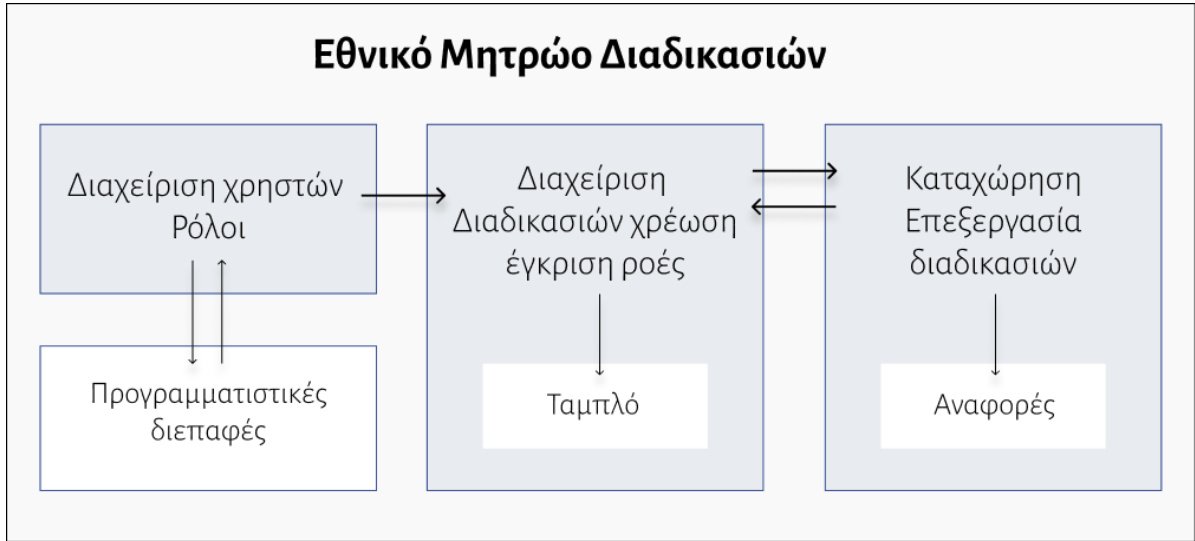 Εθνικό Μητρώο Διαδικασιών
Διαχείριση χρηστών
Ρόλοι
Προγραμματιστικές
διεπαφές
Διαχείριση
Διαδικασιών χρέωση
έγκριση ροές
Ταμπλό
Καταχώρηση
Επεξεργασία
διαδικασιών
Αναφορές